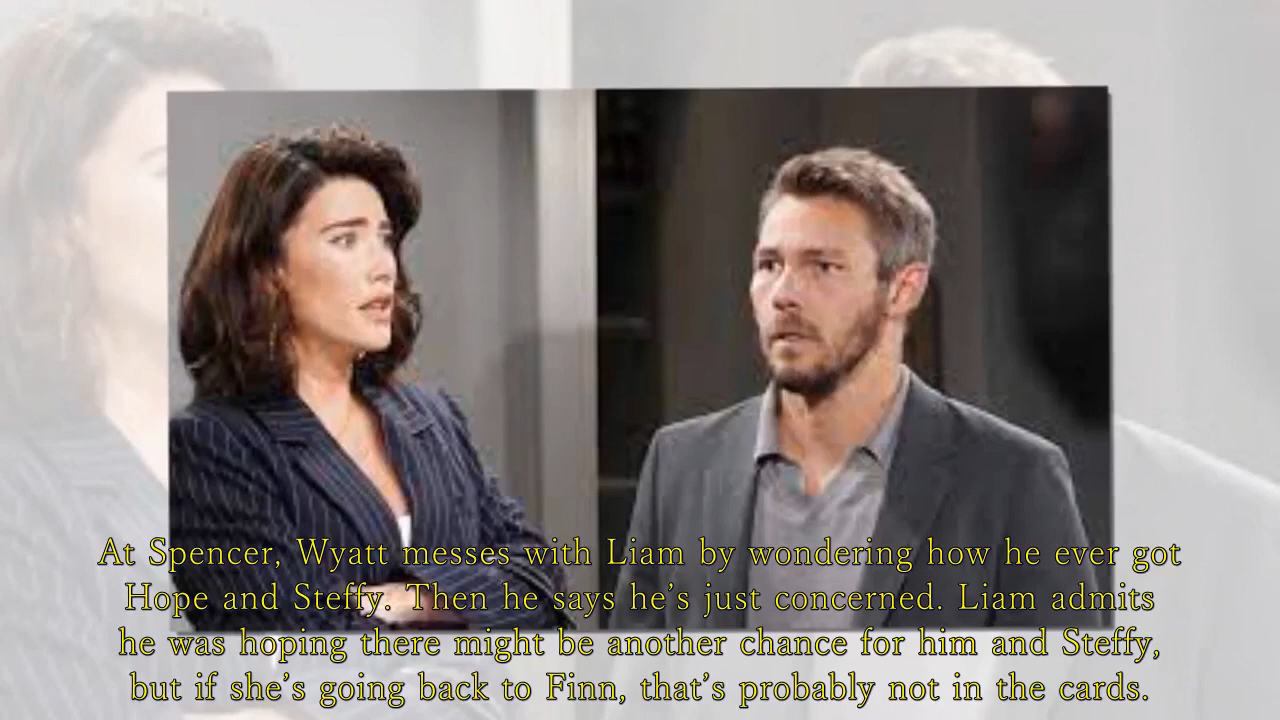 At Spencer, Wyatt messes with Liam by wondering how he ever got
Hope and Steffy. Then he says he's just concerned. Liam admits
he was hoping there might be another chance for him and Steffy,
but if she's going back to Finn, that's probably not in the cards.